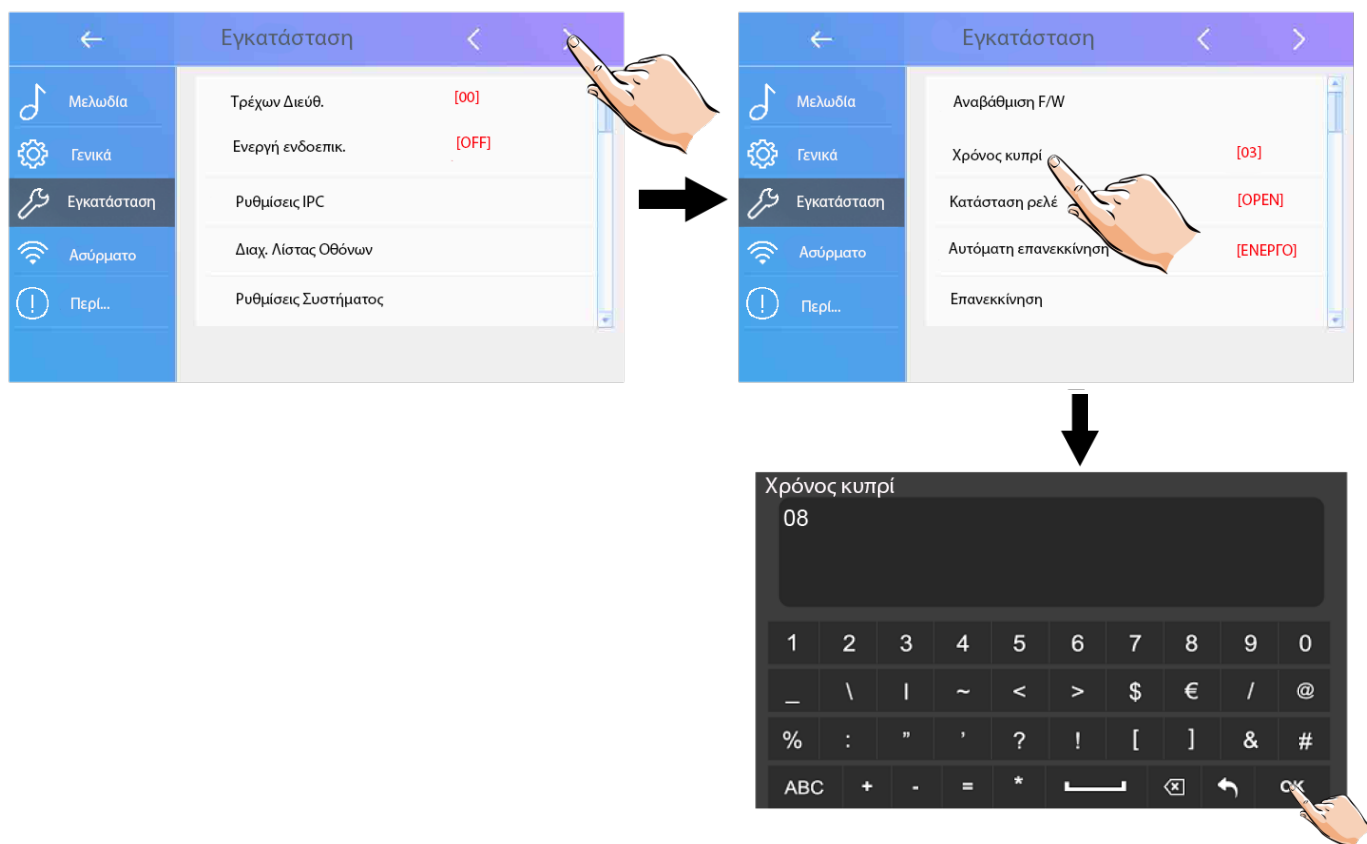 Εγκατάσταση
Μελωδία
Γενικά
Εγκατάσταση
Ασύρματο
Περί...
Τρέχων Διεύθ. [00]
Ενεργή ενδοεπικ. [OFF]
Ρυθμίσεις IPC
Διαχ. Λίστας Οθόνων
Ρυθμίσεις Συστήματος
Εγκατάσταση
Μελωδία
Γενικά
Εγκατάσταση
Ασύρματο
Περί...
Αναβάθμιση F/W
Χρόνος κυπρί [03]
Κατάσταση ρελέ [OPEN]
Αυτόματη επανεκκίνηση [ΕΝΕΡΓΟ]
Επανεκκίνηση
Χρόνος κυπρί
08
1 2 3 4 5 6 7 8 9 0
_ \ | ~ < > $ € / @
% : " ' ? ! [ ] & #
ABC + - = * OK